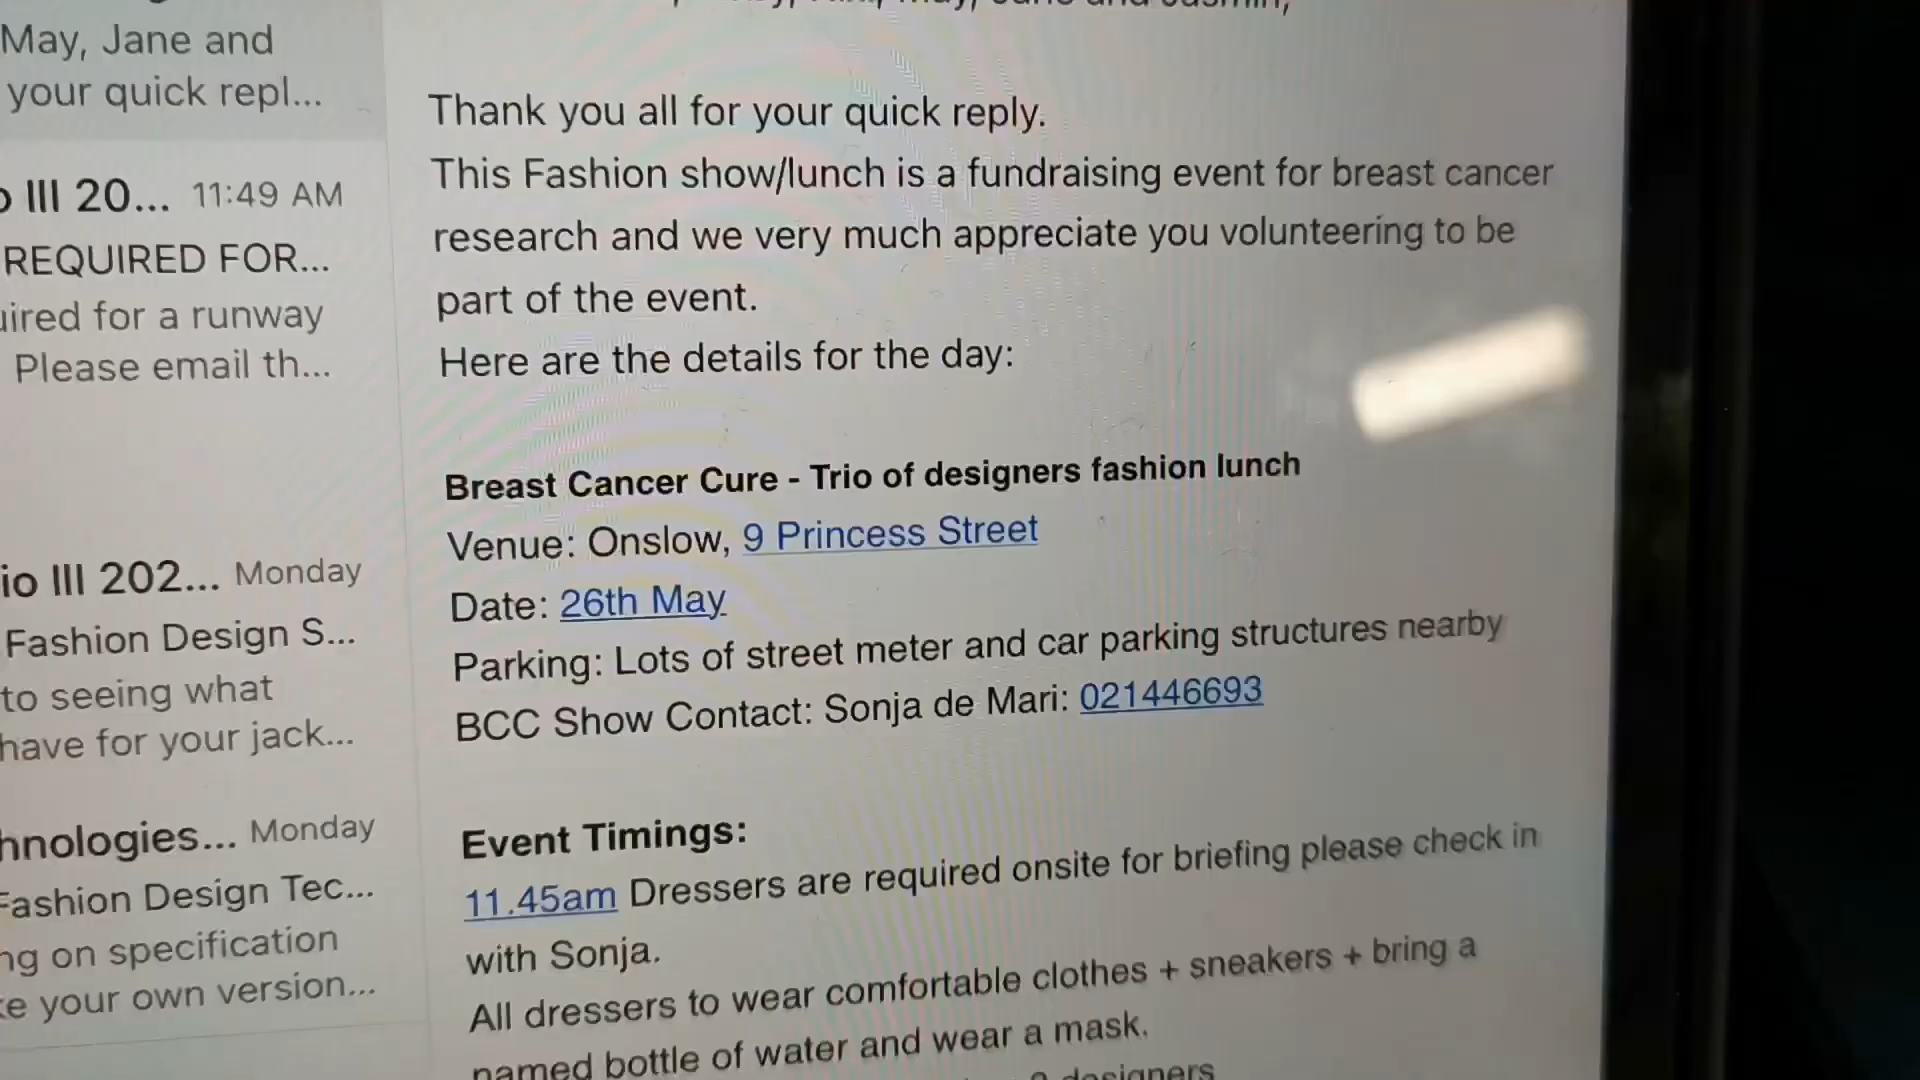 May, Jane and
your quick repl...
III 20... 11:49 AM
REQUIRED FOR...
for a runway
Please email th...
III 202... Monday
Fashion Design S...
to seeing what
have for your jack...
Monday
Fashion Design Tec...
on specification
your own version...
May, Jane and Jasmin,
Thank you all for your quick reply.
This Fashion show/lunch is a fundraising event for breast cancer
research and we very much appreciate you volunteering to be
part of the event.
Here are the details for the day:
Breast Cancer Cure - Trio of designers fashion lunch
Venue: Onslow, 9 Princess Street
Date: 26th May
Parking: Lots of street meter and car parking structures nearby
BCC Show Contact: Sonja de Mari: 021446693
Event Timings:
11.45am Dressers are required onsite for briefing please check in
with Sonja.
All dressers to wear comfortable clothes + sneakers + bring a
named bottle of water and wear a mask.
designers